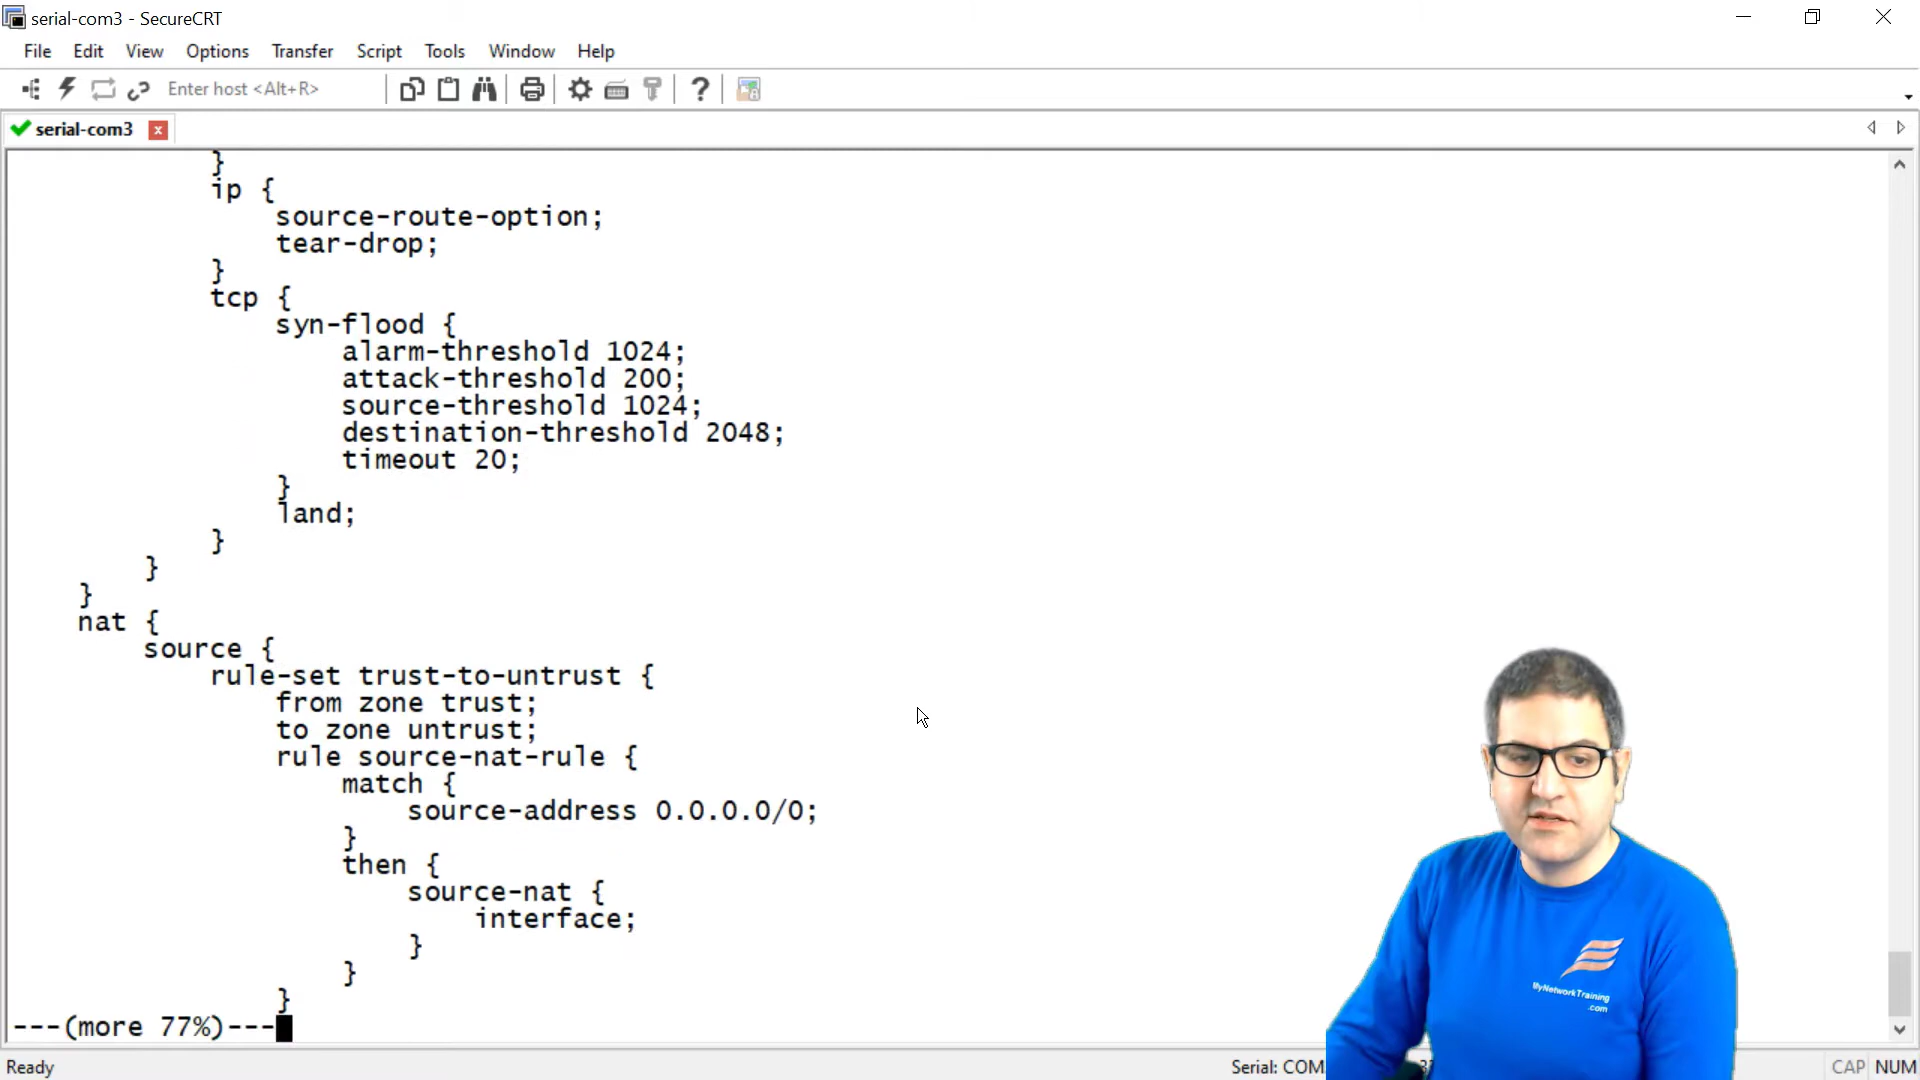 serial-com3 - SecureCRT
File Edit View Options Transfer Script Tools Window Help
Enter host <Alt+R>
serial-com3
}
ip {
source-route-option;
tear-drop;
}
tcp {
syn-flood {
alarm-threshold 1024;
attack-threshold 200;
source-threshold 1024;
destination-threshold 2048;
timeout 20;
}
land;
}
}
}
nat {
source {
rule-set trust-to-untrust {
from zone trust;
to zone untrust;
rule source-nat-rule {
match {
source-address 0.0.0.0/0;
}
then {
source-nat {
interface;
}
}
}
---(more 77%)---
MyNetworkTraining
.com
Ready Serial: COM CAP NUM